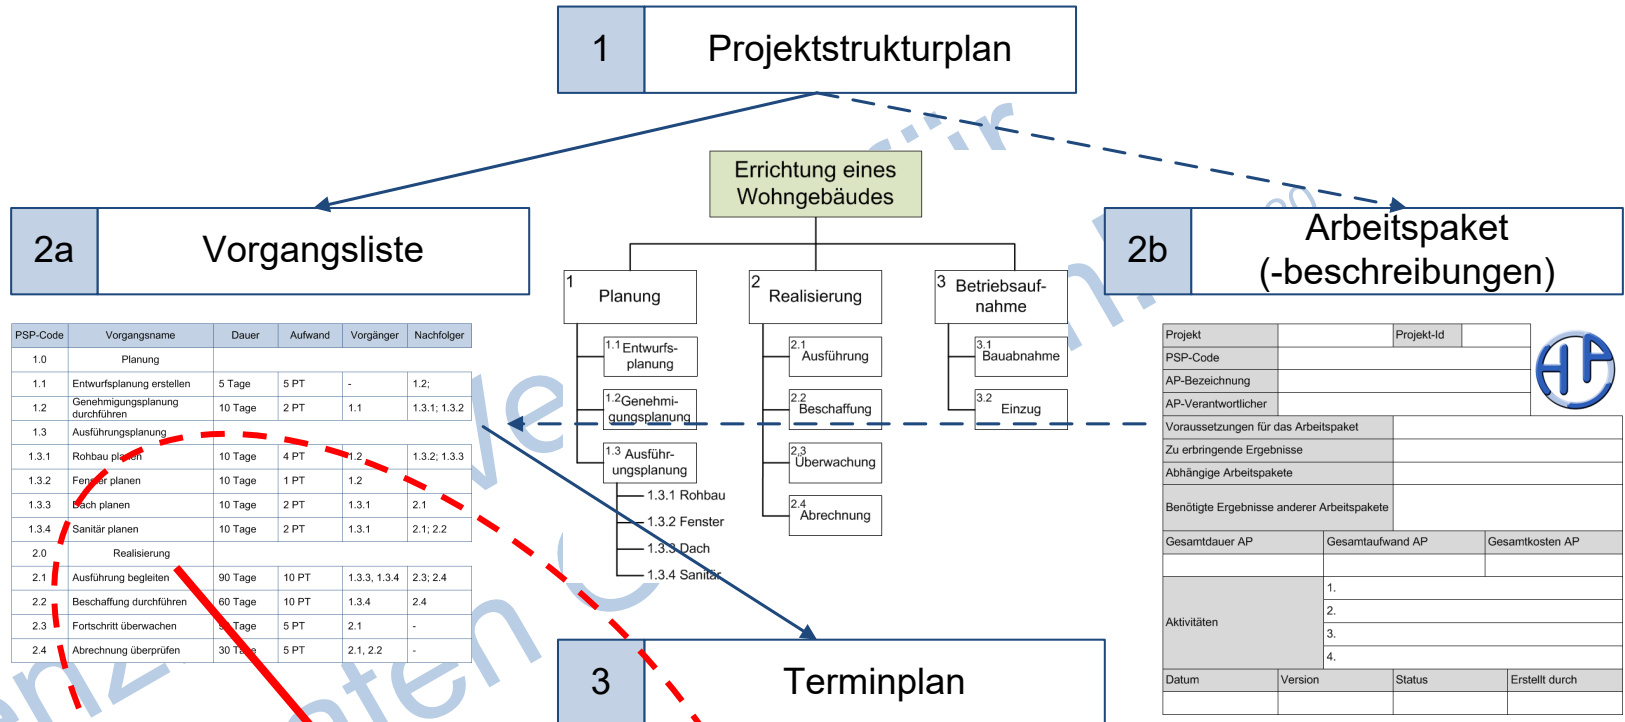 1 Projektstrukturplan
Errichtung eines
Wohngebäudes
2a Vorgangsliste
2b Arbeitspaket
(-beschreibungen)
1 Planung
2 Realisierung
3 Betriebsauf-
nahme
1.1 Entwurfs-
planung
1.2 Genehmi-
gungsplanung
1.3 Ausführ-
ungsplanung
1.3.1 Rohbau
1.3.2 Fenster
1.3.3 Dach
1.3.4 Sanitär
2.1 Ausführung
2.2 Beschaffung
2.3 Überwachung
2.4 Abrechnung
3.1 Bauabnahme
3.2 Einzug
PSP-Code Vorgangsname Dauer Aufwand Vorgänger Nachfolger
1.0 Planung
1.1 Entwurfsplanung erstellen 5 Tage 5 PT - 1.2;
1.2 Genehmigungsplanung durchführen 10 Tage 2 PT 1.1 1.3.1; 1.3.2
1.3 Ausführungsplanung
1.3.1 Rohbau planen 10 Tage 4 PT 1.2 1.3.2; 1.3.3
1.3.2 Fenster planen 10 Tage 1 PT 1.2
1.3.3 Dach planen 10 Tage 2 PT 1.3.1 2.1
1.3.4 Sanitär planen 10 Tage 2 PT 1.3.1 2.1; 2.2
2.0 Realisierung
2.1 Ausführung begleiten 90 Tage 10 PT 1.3.3, 1.3.4 2.3; 2.4
2.2 Beschaffung durchführen 60 Tage 10 PT 1.3.4 2.4
2.3 Fortschritt überwachen Tage 5 PT 2.1 -
2.4 Abrechnung überprüfen 30 Tage 5 PT 2.1, 2.2 -
Projekt Projekt-Id
PSP-Code
AP-Bezeichnung
AP-Verantwortlicher
Voraussetzungen für das Arbeitspaket
Zu erbringende Ergebnisse
Abhängige Arbeitspakete
Benötigte Ergebnisse anderer Arbeitspakete
Gesamtdauer AP Gesamtaufwand AP Gesamtkosten AP
Aktivitäten
1.
2.
3.
4.
Datum Version Status Erstellt durch
AP
3 Terminplan